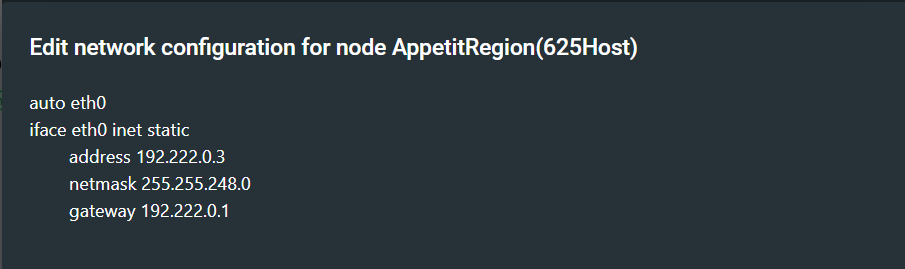 Edit network configuration for node AppetitRegion(625Host)
auto eth0
iface eth0 inet static
address 192.222.0.3
netmask 255.255.248.0
gateway 192.222.0.1